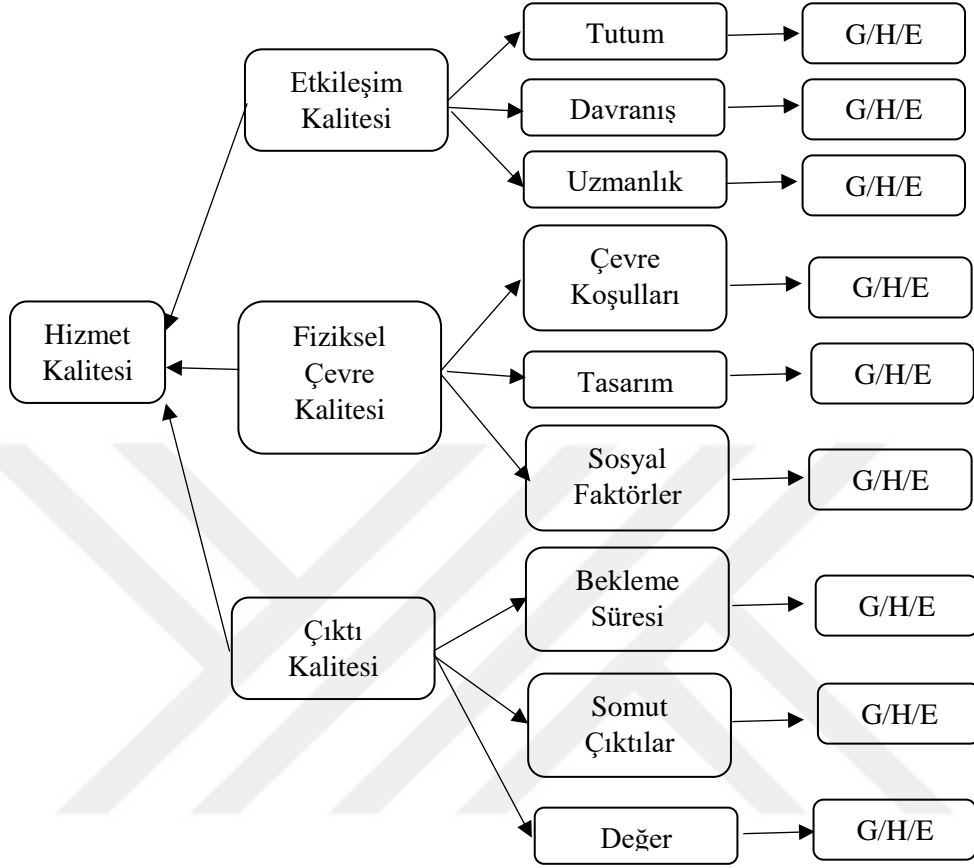 Tutum
G/H/E
Etkileşim
Kalitesi
Davranış
G/H/E
Uzmanlık
G/H/E
Çevre
Koşulları
G/H/E
Hizmet
Kalitesi
Fiziksel
Çevre
Kalitesi
Tasarım
G/H/E
Sosyal
Faktörler
G/H/E
Bekleme
Süresi
G/H/E
Çıktı
Kalitesi
Somut
Çıktılar
G/H/E
Değer
G/H/E